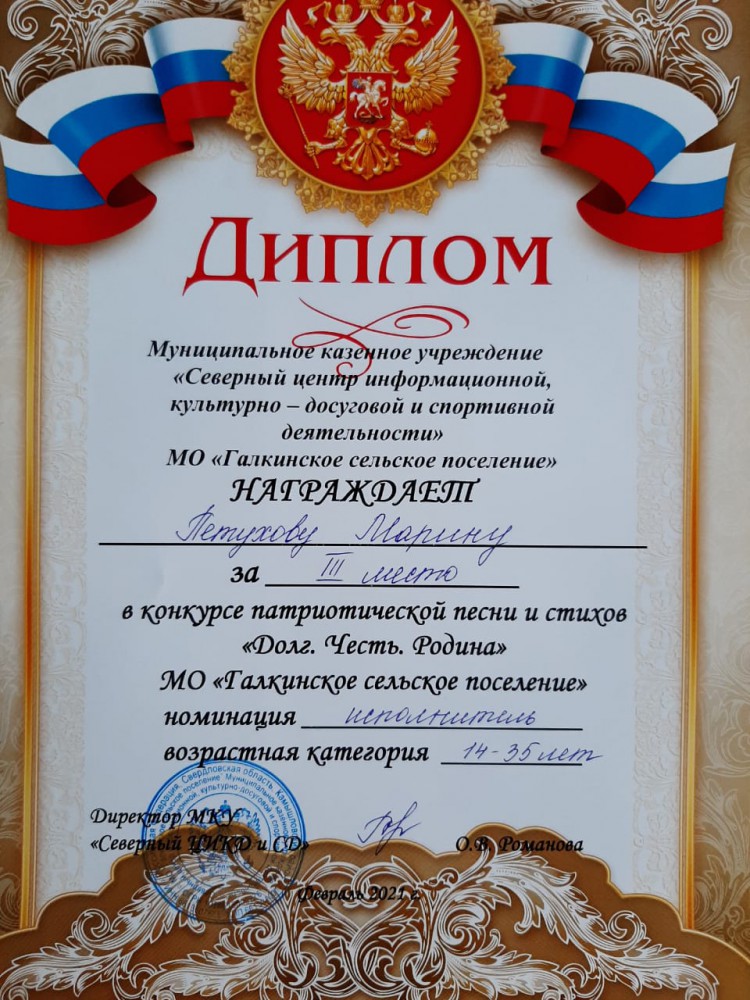 Диплом
Муниципальное казенное учреждение
«Северный центр информационной,
культурно – досуговой и спортивной
деятельности»
МО «Галкинское сельское поселение»
НАГРАЖДАЕТ
Петухову Марину
за III место
в конкурсе патриотической песни и стихов
«Долг. Честь. Родина»
МО «Галкинское сельское поселение»
номинация исполнитель
возрастная категория 14-35 лет
Директор МКУ
«Северный ЦИКД и СД» О.В. Романова
Февраль 2021 г.